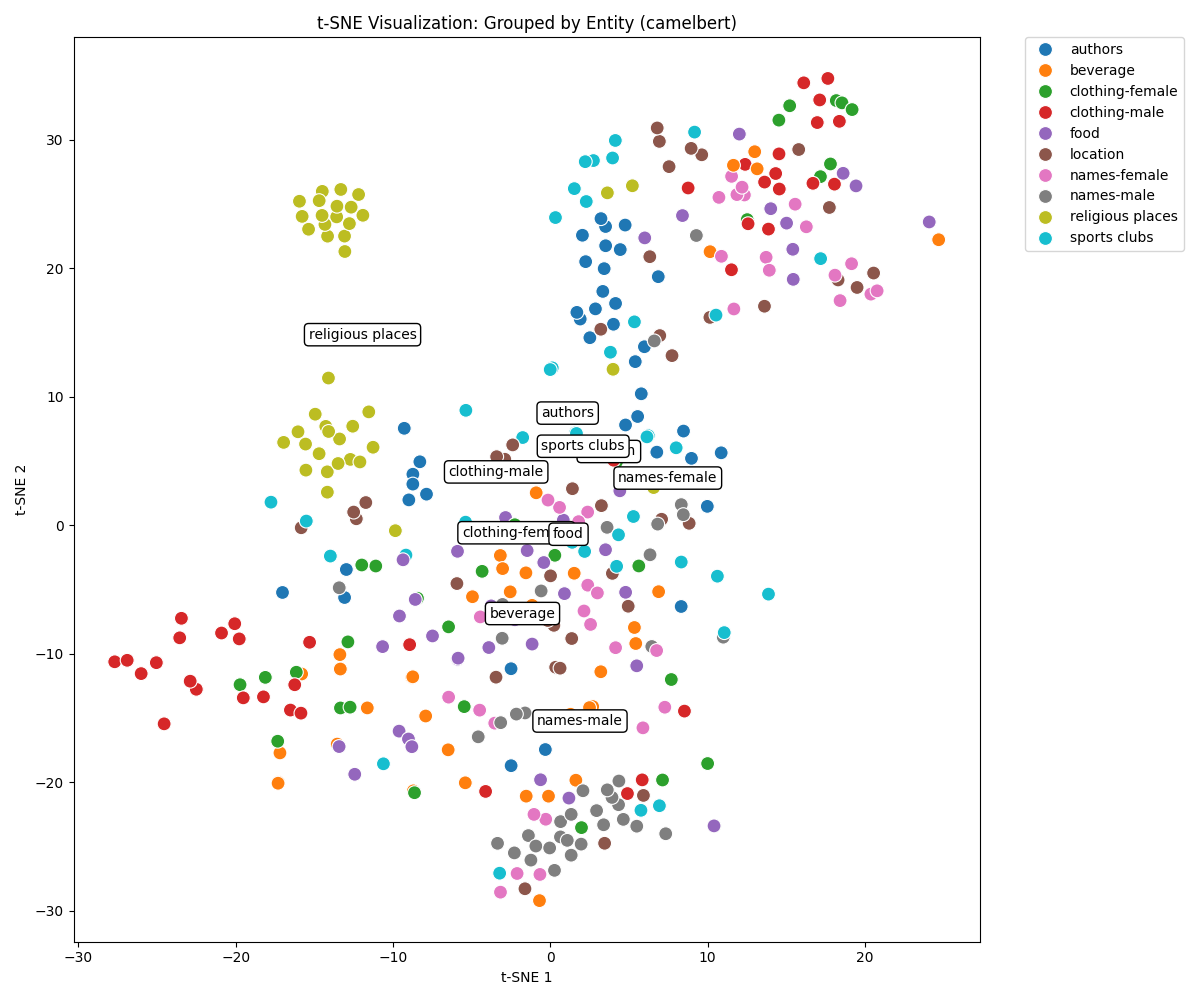 t-SNE Visualization: Grouped by Entity (camelbert)
authors
beverage
clothing-female
clothing-male
food
location
names-female
names-male
religious places
sports clubs
30
20
10
0
−10
−20
−30
t-SNE 2
religious places
authors
sports clubs
clothing-male
names-female
food
beverage
names-male
−30
−20
−10
0
10
20
t-SNE 1